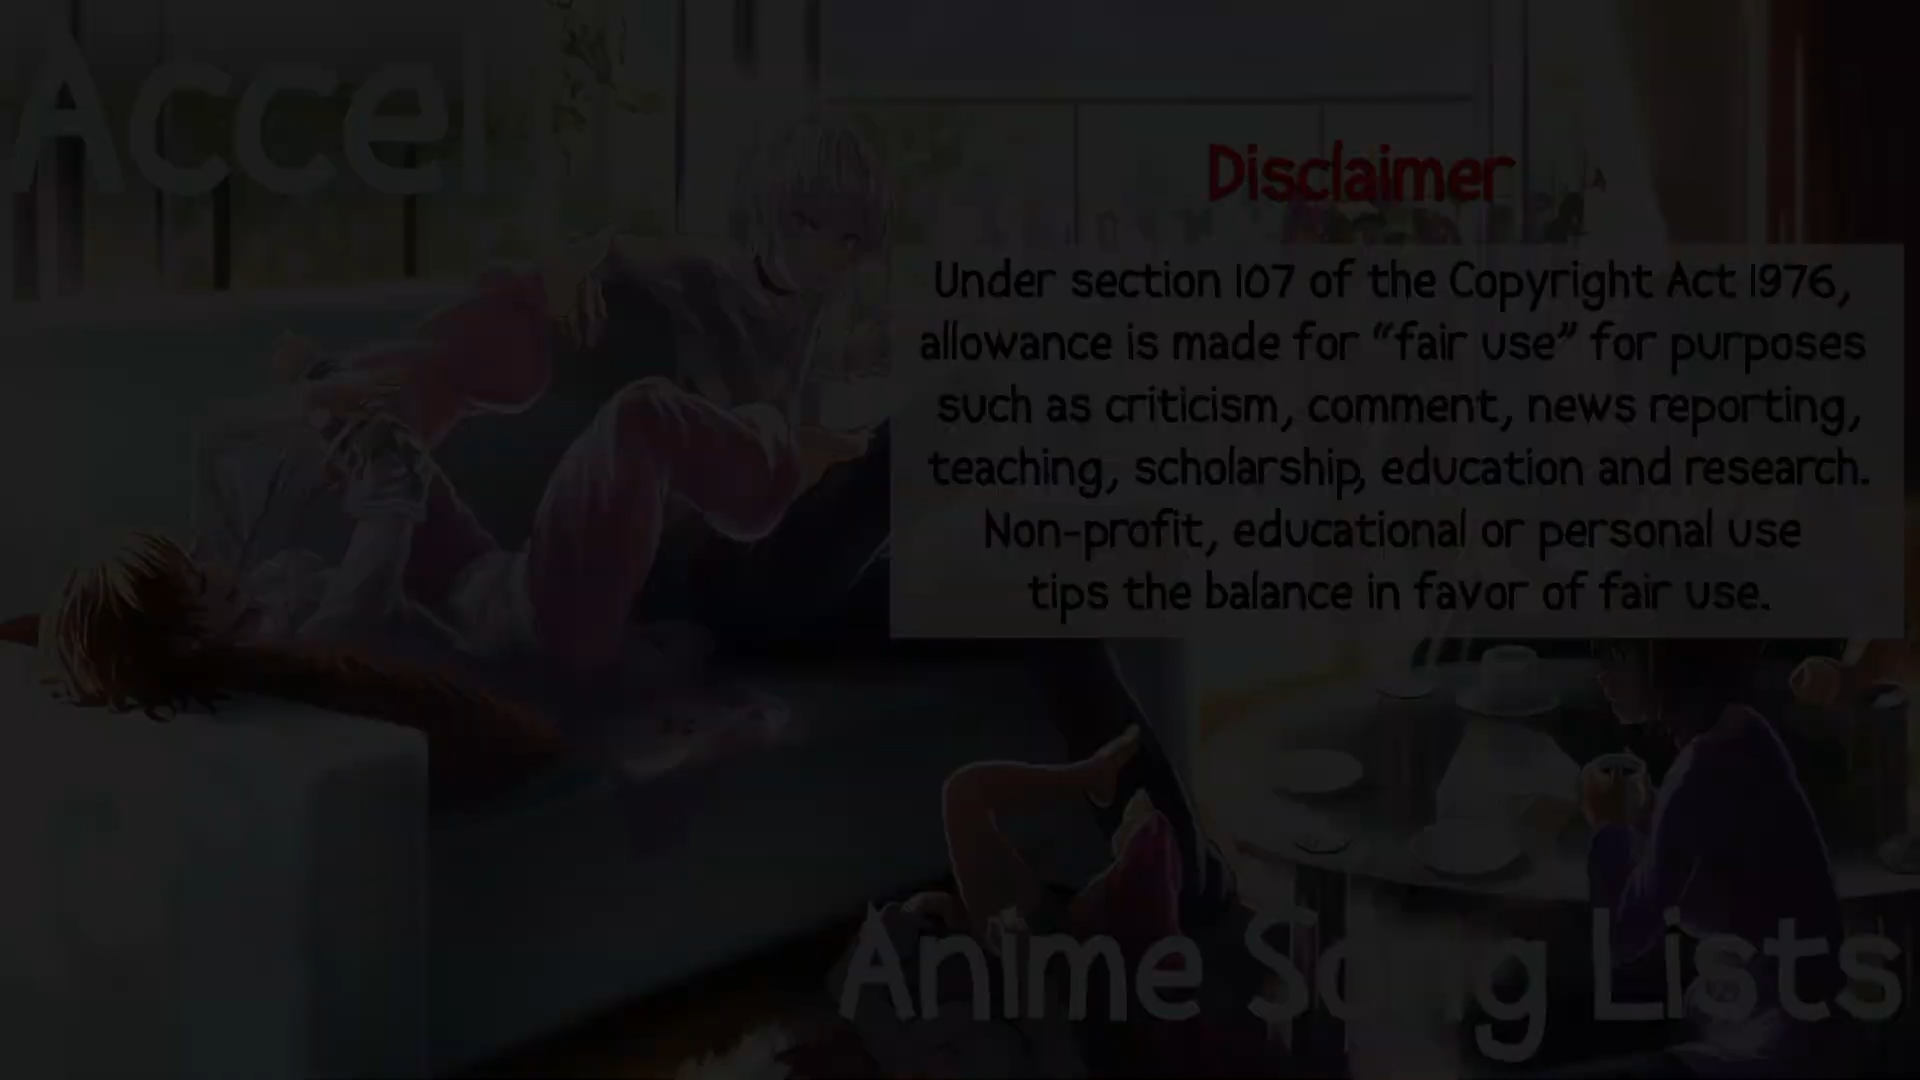 Accel
Disclaimer
Under section 107 of the Copyright Act 1976,
allowance is made for “fair use” for purposes
such as criticism, comment, news reporting,
teaching, scholarship, education and research.
Non-profit, educational or personal use
tips the balance in favor of fair use.
Anime Song Lists